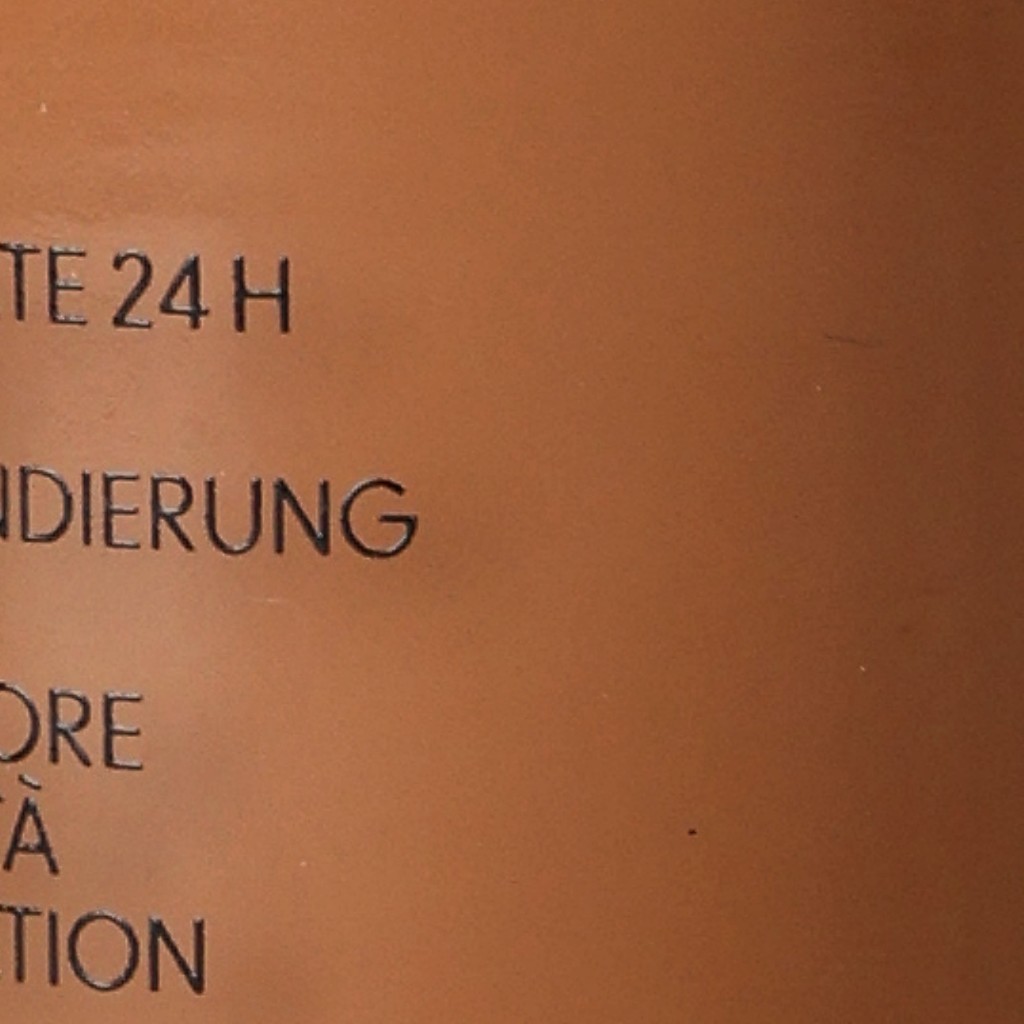 TE 24 H
NDIERUNG
ORE
TÀ
TION